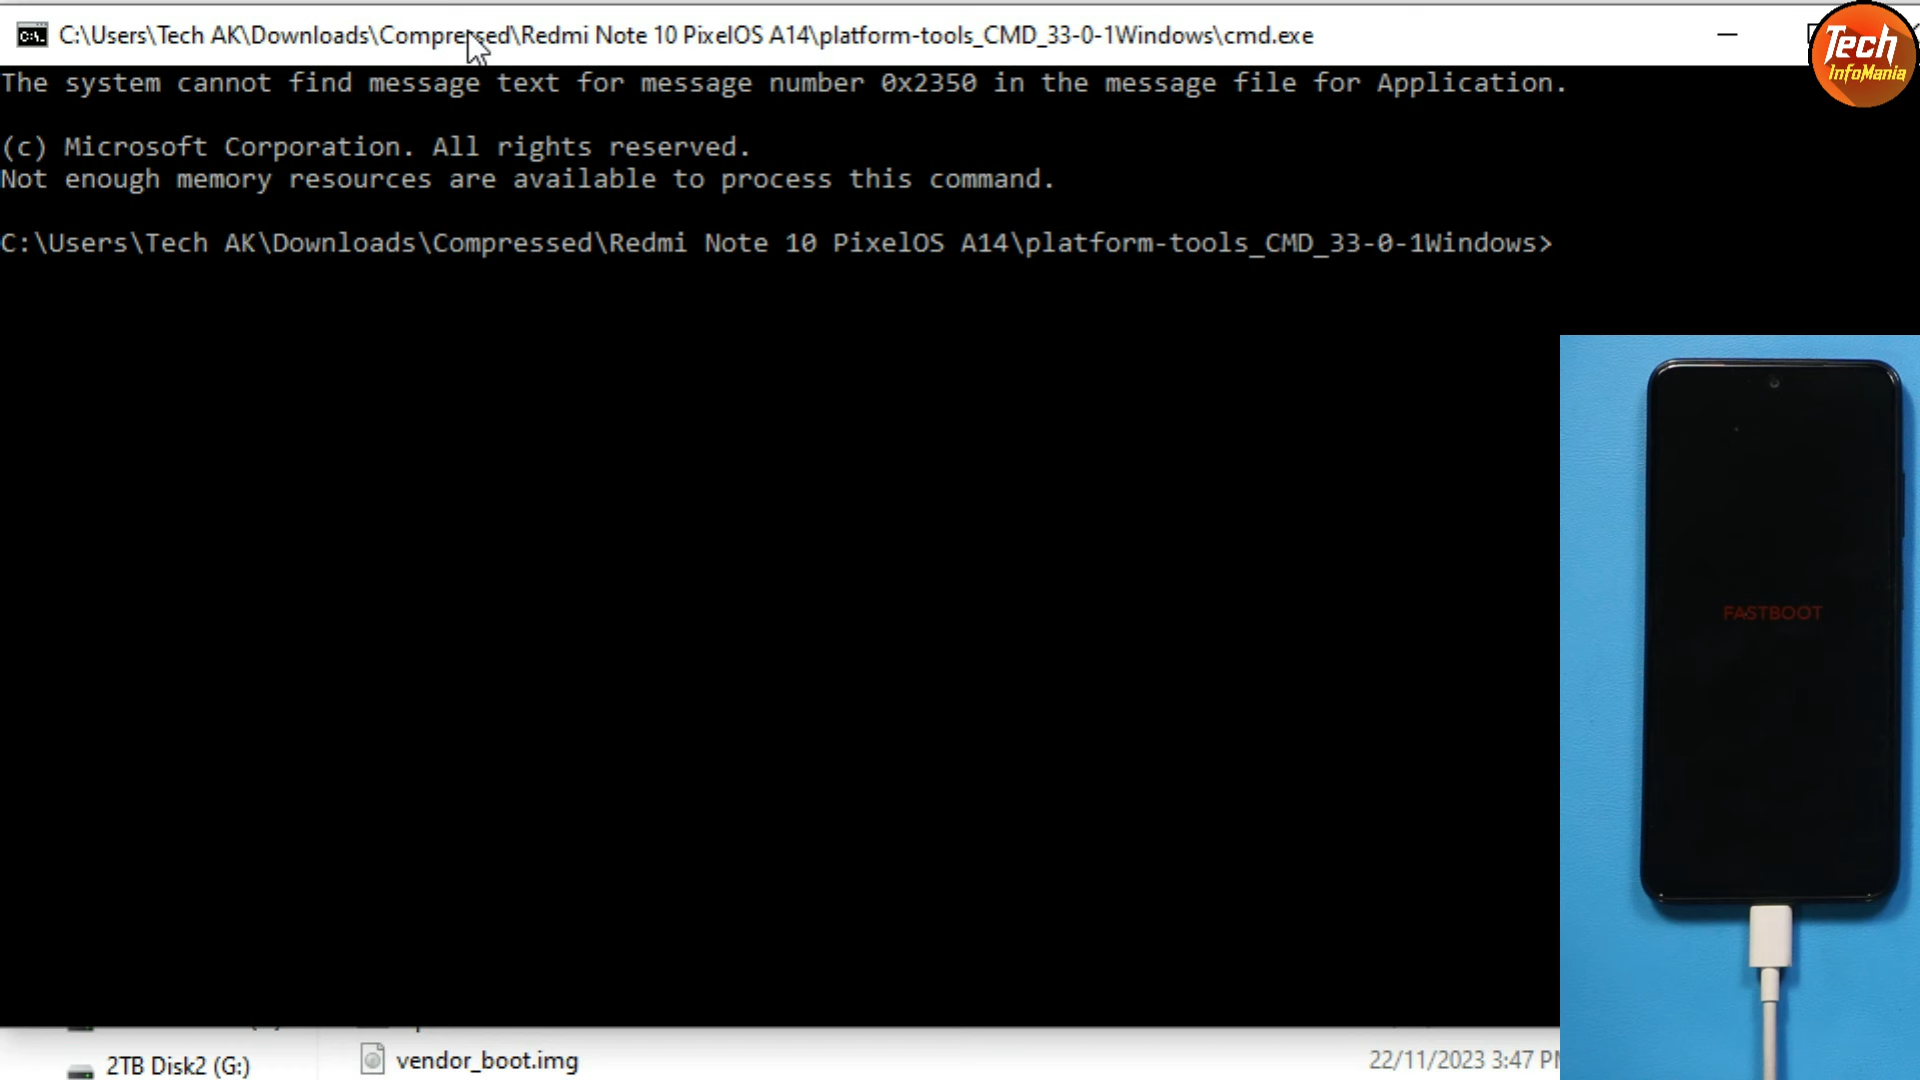 C:\Users\Tech AK\Downloads\Compressed\Redmi Note 10 PixelOS A14\platform-tools_CMD_33-0-1Windows\cmd.exe
Tech
InfoMania
The system cannot find message text for message number 0x2350 in the message file for Application.
(c) Microsoft Corporation. All rights reserved.
Not enough memory resources are available to process this command.
C:\Users\Tech AK\Downloads\Compressed\Redmi Note 10 PixelOS A14\platform-tools_CMD_33-0-1Windows>
FASTBOOT
2TB Disk2 (G:)
vendor_boot.img
22/11/2023 3:47